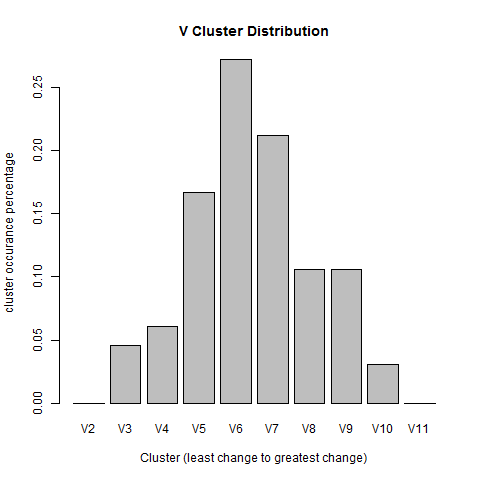 V Cluster Distribution
cluster occurance percentage
0.25
0.20
0.15
0.10
0.05
0.00
V2 V3 V4 V5 V6 V7 V8 V9 V10 V11
Cluster (least change to greatest change)